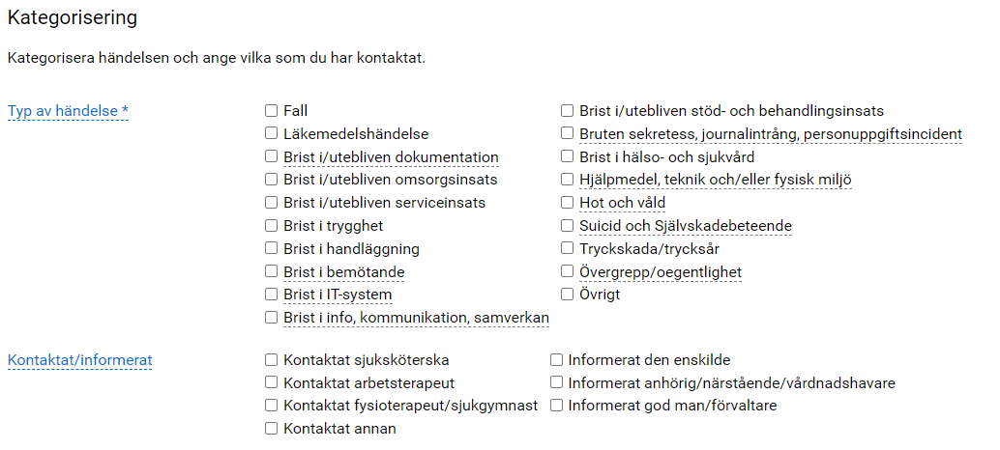 Kategorisering
Kategorisera händelsen och ange vilka som du har kontaktat.
Typ av händelse *
Fall
Läkemedelshändelse
Brist i/utebliven dokumentation
Brist i/utebliven omsorgsinsats
Brist i/utebliven serviceinsats
Brist i trygghet
Brist i handläggning
Brist i bemötande
Brist i IT-system
Brist i info, kommunikation, samverkan
Brist i/utebliven stöd- och behandlingsinsats
Bruten sekretess, journalintrång, personuppgiftsincident
Brist i hälso- och sjukvård
Hjälpmedel, teknik och/eller fysisk miljö
Hot och våld
Suicid och Självskadebeteende
Tryckskada/trycksår
Övergrepp/oegentlighet
Övrigt
Kontaktat/informerat
Kontaktat sjuksköterska
Kontaktat arbetsterapeut
Kontaktat fysioterapeut/sjukgymnast
Kontaktat annan
Informerat den enskilde
Informerat anhörig/närstående/vårdnadshavare
Informerat god man/förvaltare